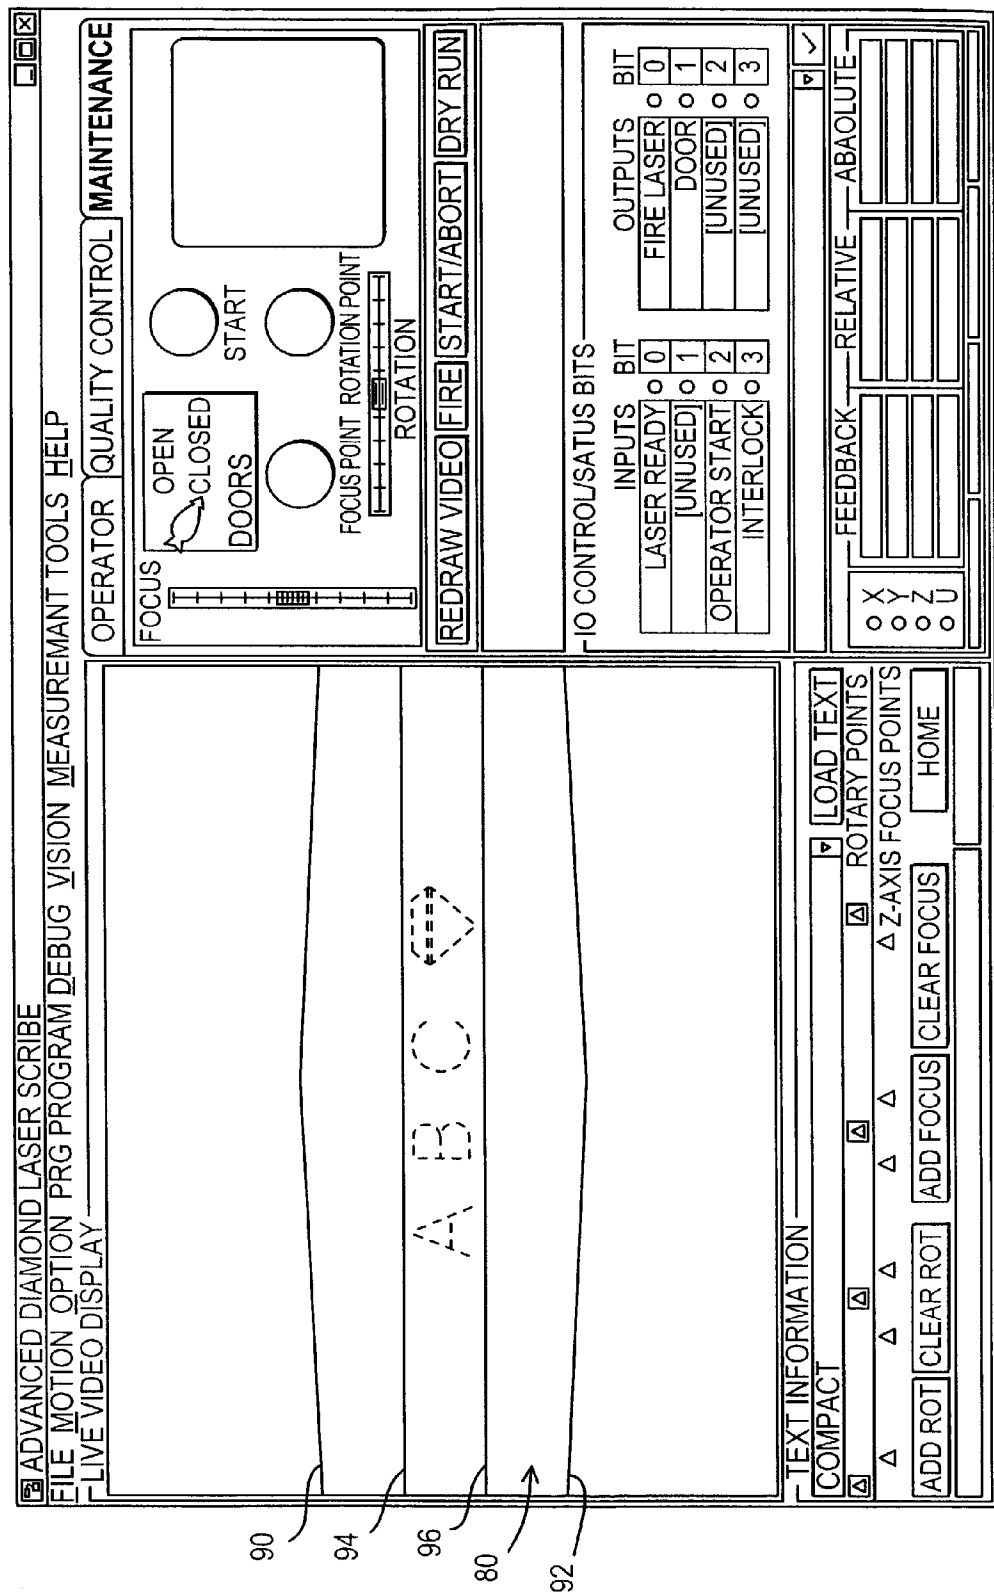 ADVANCED DIAMOND LASER SCRIBE
FILE MOTION OPTION PRG PROGRAM DEBUG VISION MEASUREMANT TOOLS HELP
LIVE VIDEO DISPLAY
90
94
96
80
92
A B C
TEXT INFORMATION
COMPACT
LOAD TEXT
ROTARY POINTS
Z-AXIS FOCUS POINTS
ADD ROT CLEAR ROT ADD FOCUS CLEAR FOCUS HOME
OPERATOR QUALITY CONTROL MAINTENANCE
FOCUS
OPEN
CLOSED
DOORS
START
FOCUS POINT ROTATION POINT
ROTATION
REDRAW VIDEO FIRE START/ABORT DRY RUN
IO CONTROL/SATUS BITS
INPUTS BIT OUTPUTS BIT
LASER READY 0 FIRE LASER 0
[UNUSED] 1 DOOR 1
OPERATOR START 2 [UNUSED] 2
INTERLOCK 3 [UNUSED] 3
FEEDBACK RELATIVE ABAOLUTE
X
Y
Z
U